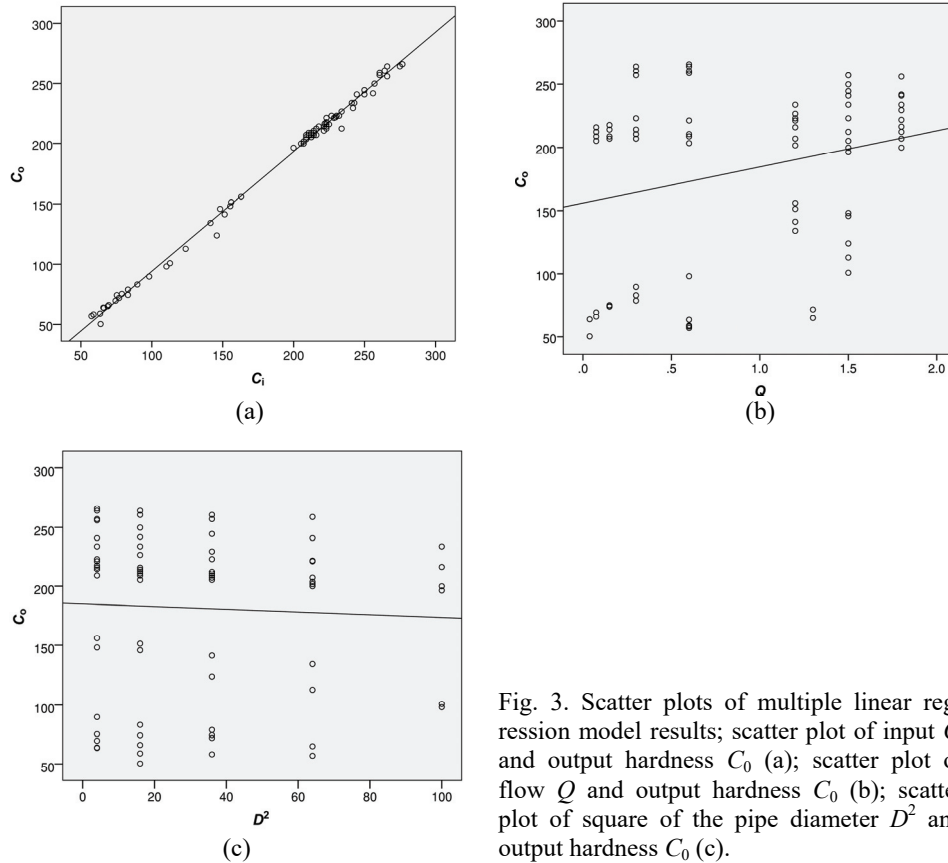 300
250
200
150
100
50
Co
50 100 150 200 250 300
Ci
(a)
300
250
200
150
100
50
Co
.0 0.5 1.0 1.5 2.0
Q
(b)
300
250
200
150
100
50
Co
0 20 40 60 80 100
D²
(c)
Fig. 3. Scatter plots of multiple linear reg
ression model results; scatter plot of input
and output hardness C0 (a); scatter plot
flow Q and output hardness C0 (b); scatte
plot of square of the pipe diameter D² an
output hardness C0 (c).